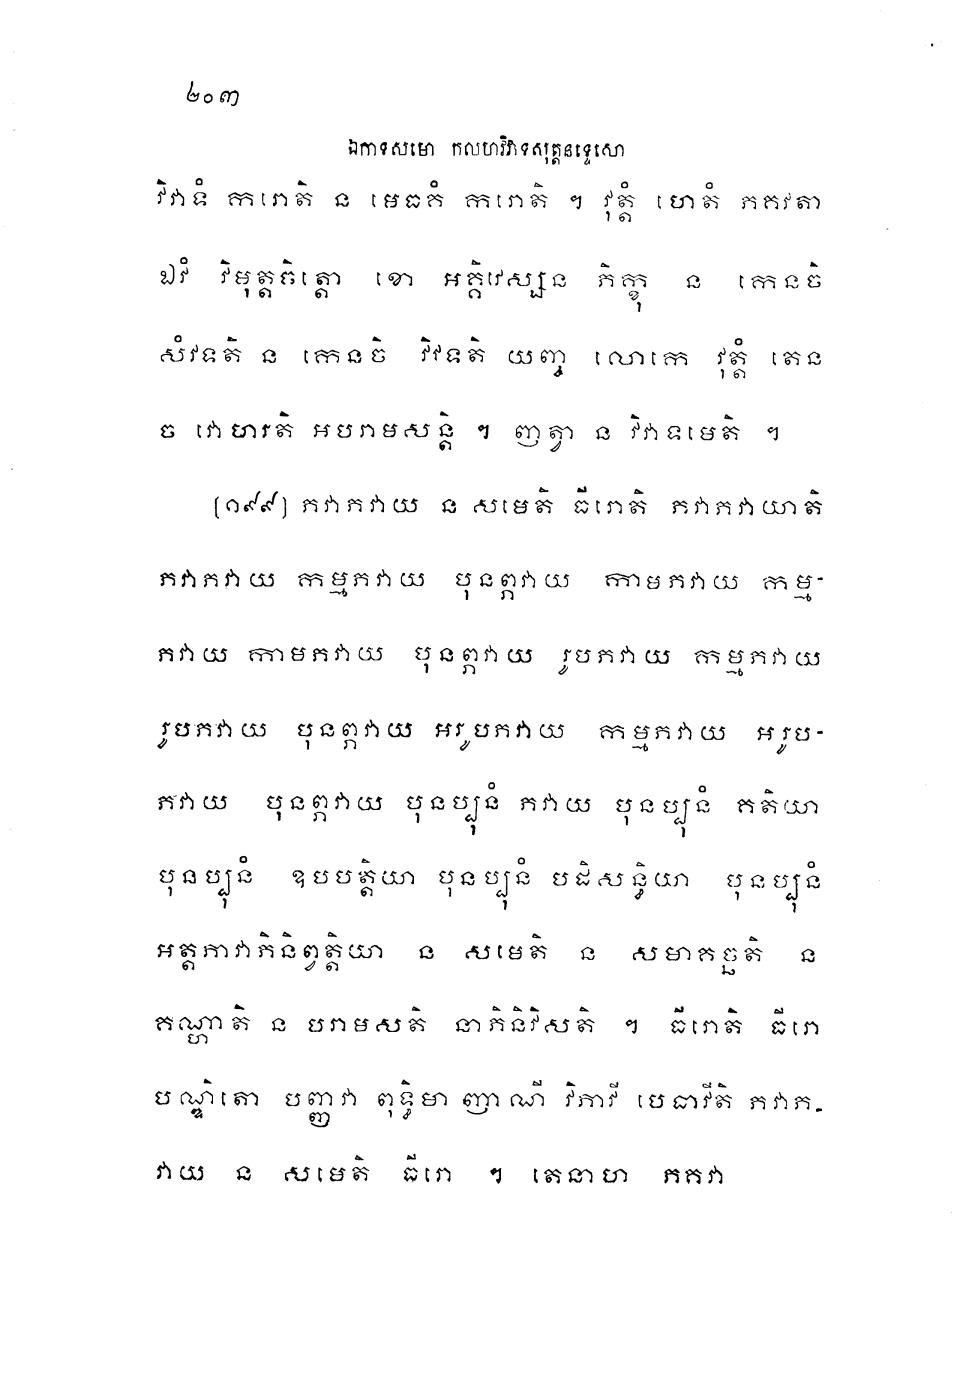 ២០៣
ឯកាទសមោ កលហវិវាទសុត្តនិទ្ទេសោ
វិវាទំ ករោតិ ន មេធគំ ករោតិ ។ វុត្តំ ហេតំ ភគវតា
ឯវំ វិមុត្តចិត្តោ ខោ អគ្គិវេស្សន ភិក្ខុ ន កេនចិ
សំវទតិ ន កេនចិ វិវទតិ យញ្ច លោកេ វុត្តំ តេន
ច វោហរតិ អបរាមសន្តិ ។ ញត្វា ន វិវាទមេតិ ។
(១៩៩) ភវាភវាយ ន សមេតិ ធីរោតិ ភវាភវាយាតិ
ភវាភវាយ កម្មភវាយ បុនព្ភវាយ កាមភវាយ កម្ម-
ភវាយ កាមភវាយ បុនព្ភវាយ រូបភវាយ កម្មភវាយ
រូបភវាយ បុនព្ភវាយ អរូបភវាយ កម្មភវាយ អរូប-
ភវាយ បុនព្ភវាយ បុនប្បុនំ ភវាយ បុនប្បុនំ គតិយា
បុនប្បុនំ ឧបបត្តិយា បុនប្បុនំ បដិសន្ធិយា បុនប្បុនំ
អត្តភាវាភិនិព្វត្តិយា ន សមេតិ ន សមាគច្ឆតិ ន
គណ្ហាតិ ន បរាមសតិ នាភិនិវិសតិ ។ ធីរោតិ ធីរោ
បណ្ឌិតោ បញ្ញវា ពុទ្ធិមា ញាណី វិភាវី មេធាវីតិ ភវាភ-
វាយ ន សមេតិ ធីរោ ។ តេនាហ ភគវា